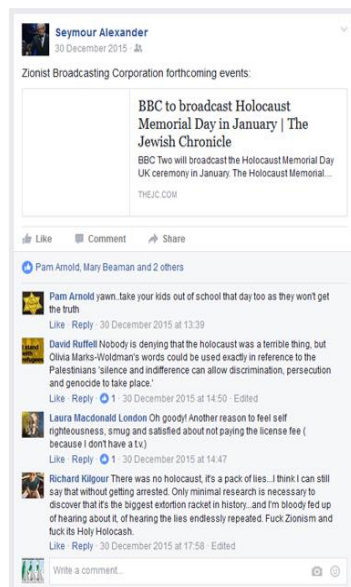 Seymour Alexander
30 December 2015 ·
Zionist Broadcasting Corporation forthcoming events:
BBC to broadcast Holocaust
Memorial Day in January | The
Jewish Chronicle
BBC Two will broadcast the Holocaust Memorial Day
UK ceremony in January. The Holocaust Memorial...
THEJC.COM
Like Comment Share
Pam Arnold, Mary Beaman and 2 others
Pam Arnold yawn..take your kids out of school that day too as they won't get
the truth
Like · Reply · 30 December 2015 at 13:39
David Ruffell Nobody is denying that the holocaust was a terrible thing, but
Olivia Marks-Woldman's words could be used exactly in reference to the
Palestinians 'silence and indifference can allow discrimination, persecution
and genocide to take place.'
Like · Reply · 1 · 30 December 2015 at 14:50 · Edited
Laura Macdonald London Oh goody! Another reason to feel self
righteousness, smug and satisfied about not paying the license fee (
because I don't have a t.v.)
Like · Reply · 1 · 30 December 2015 at 14:47
Richard Kilgour There was no holocaust, it's a pack of lies...I think I can still
say that without getting arrested. Only minimal research is necessary to
discover that it's the biggest extortion racket in history...and I'm bloody fed up
of hearing about it, of hearing the lies endlessly repeated. Fuck Zionism and
fuck its Holy Holocash.
Like · Reply · 30 December 2015 at 17:58 · Edited
Write a comment...